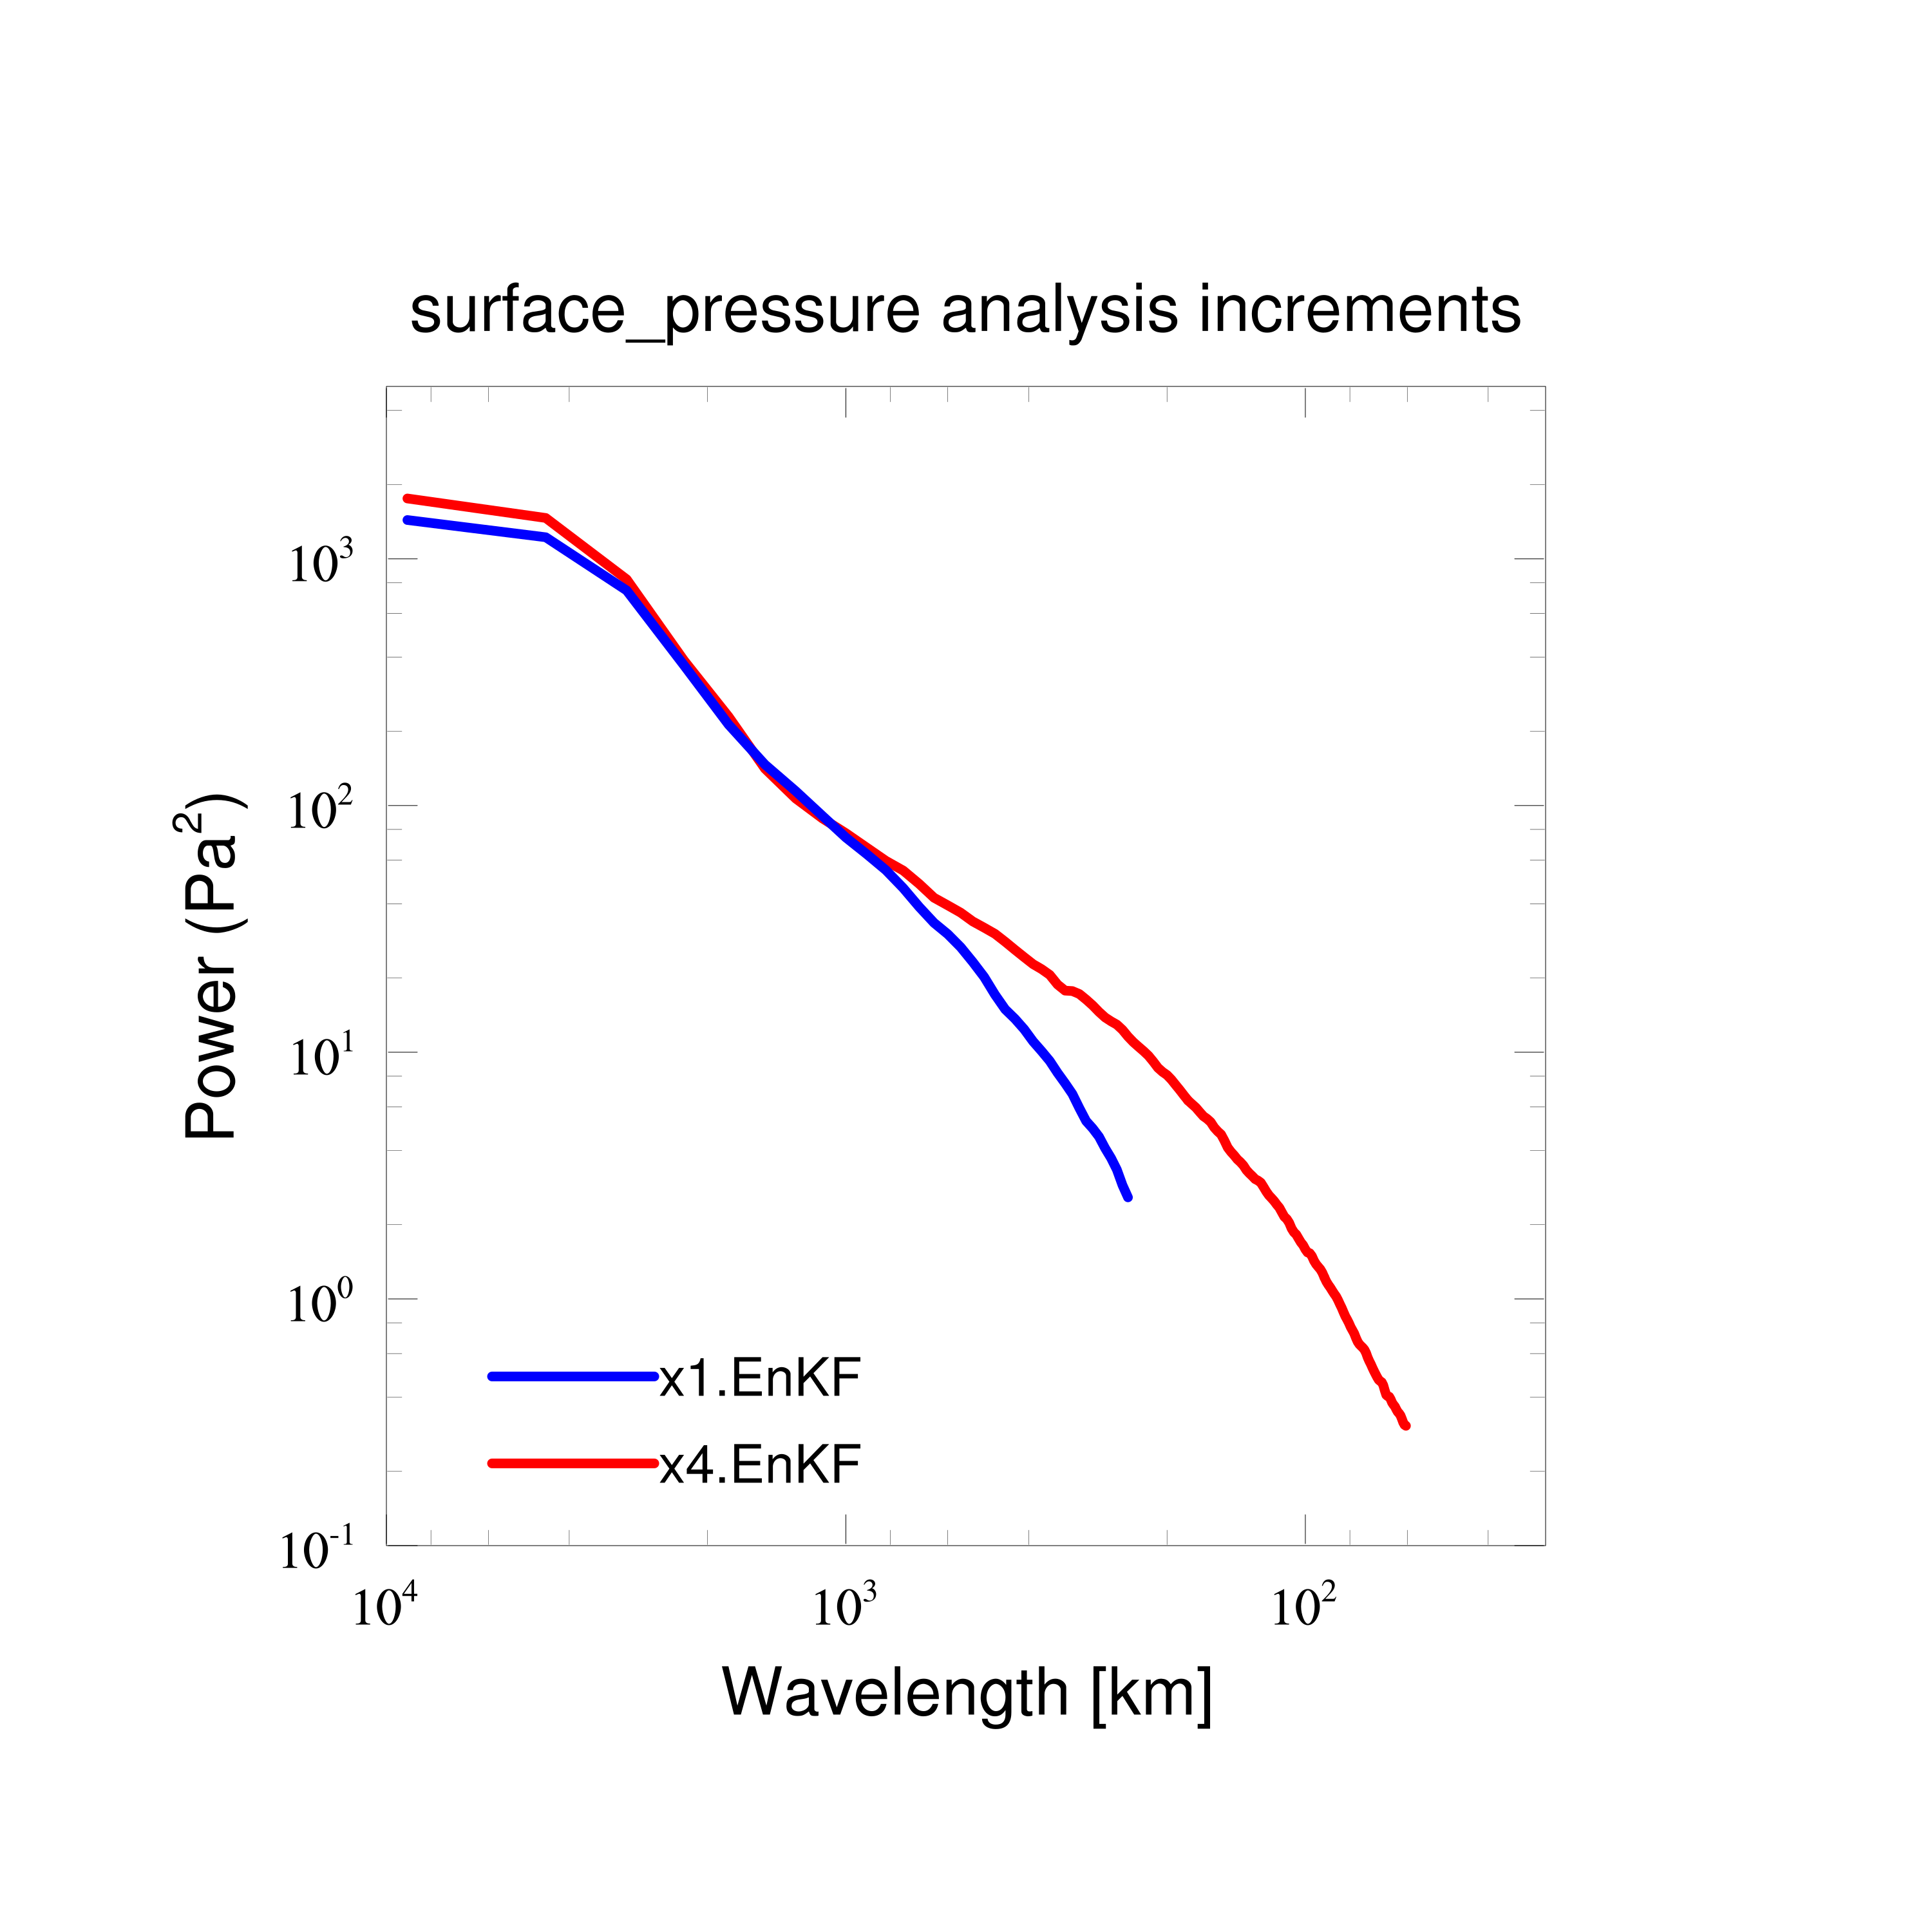 surface_pressure analysis increments
Power (Pa²)
10³
10²
10¹
10⁰
10⁻¹
x1.EnKF
x4.EnKF
10⁴ 10³ 10²
Wavelength [km]